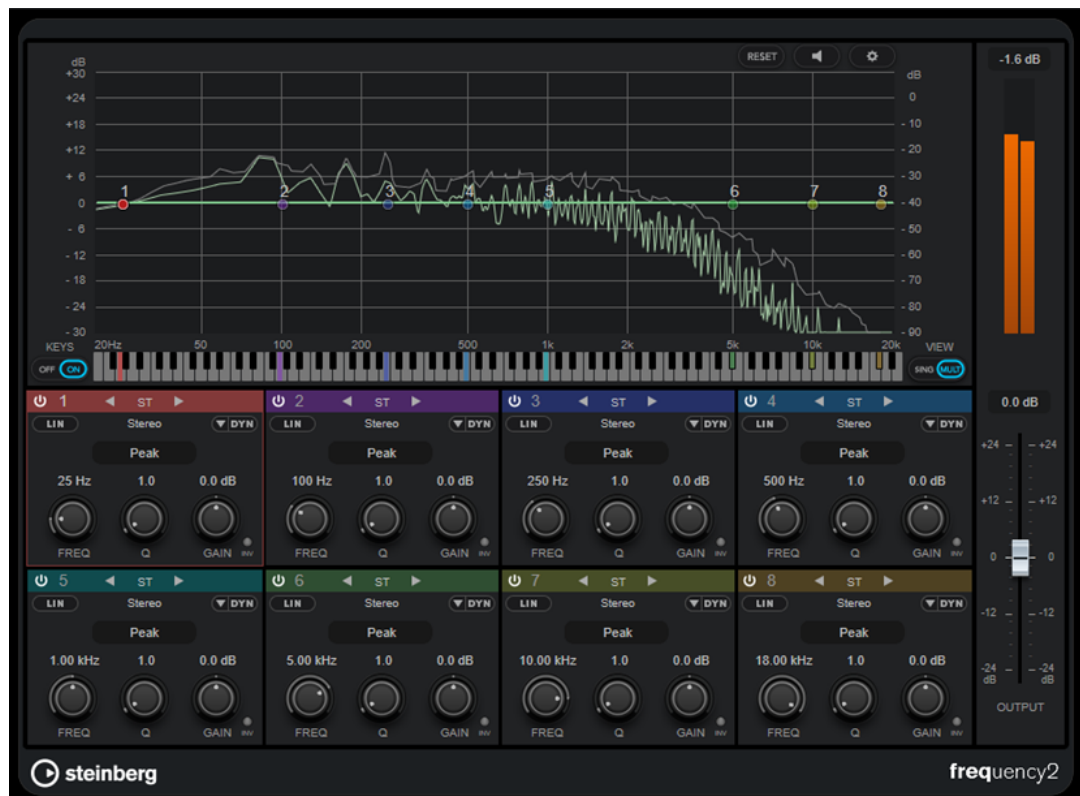 RESET
-1.6 dB
dB
+30
+24
+18
+12
+ 6
0
- 6
- 12
- 18
- 24
- 30
1 2 3 4 5 6 7 8
dB
0
- 10
- 20
- 30
- 40
- 50
- 60
- 70
- 80
- 90
20Hz 50 100 200 500 1k 2k 5k 10k 20k
KEYS
OFF ON
VIEW
SING MULT
1 ST
LIN Stereo DYN
Peak
25 Hz 1.0 0.0 dB
FREQ Q GAIN INV
2 ST
LIN Stereo DYN
Peak
100 Hz 1.0 0.0 dB
FREQ Q GAIN INV
3 ST
LIN Stereo DYN
Peak
250 Hz 1.0 0.0 dB
FREQ Q GAIN INV
4 ST
LIN Stereo DYN
Peak
500 Hz 1.0 0.0 dB
FREQ Q GAIN INV
5 ST
LIN Stereo DYN
Peak
1.00 kHz 1.0 0.0 dB
FREQ Q GAIN INV
6 ST
LIN Stereo DYN
Peak
5.00 kHz 1.0 0.0 dB
FREQ Q GAIN INV
7 ST
LIN Stereo DYN
Peak
10.00 kHz 1.0 0.0 dB
FREQ Q GAIN INV
8 ST
LIN Stereo DYN
Peak
18.00 kHz 1.0 0.0 dB
FREQ Q GAIN INV
0.0 dB
+24 +24
+12 +12
0 0
-12 -12
-24 -24
dB dB
OUTPUT
steinberg
frequency2